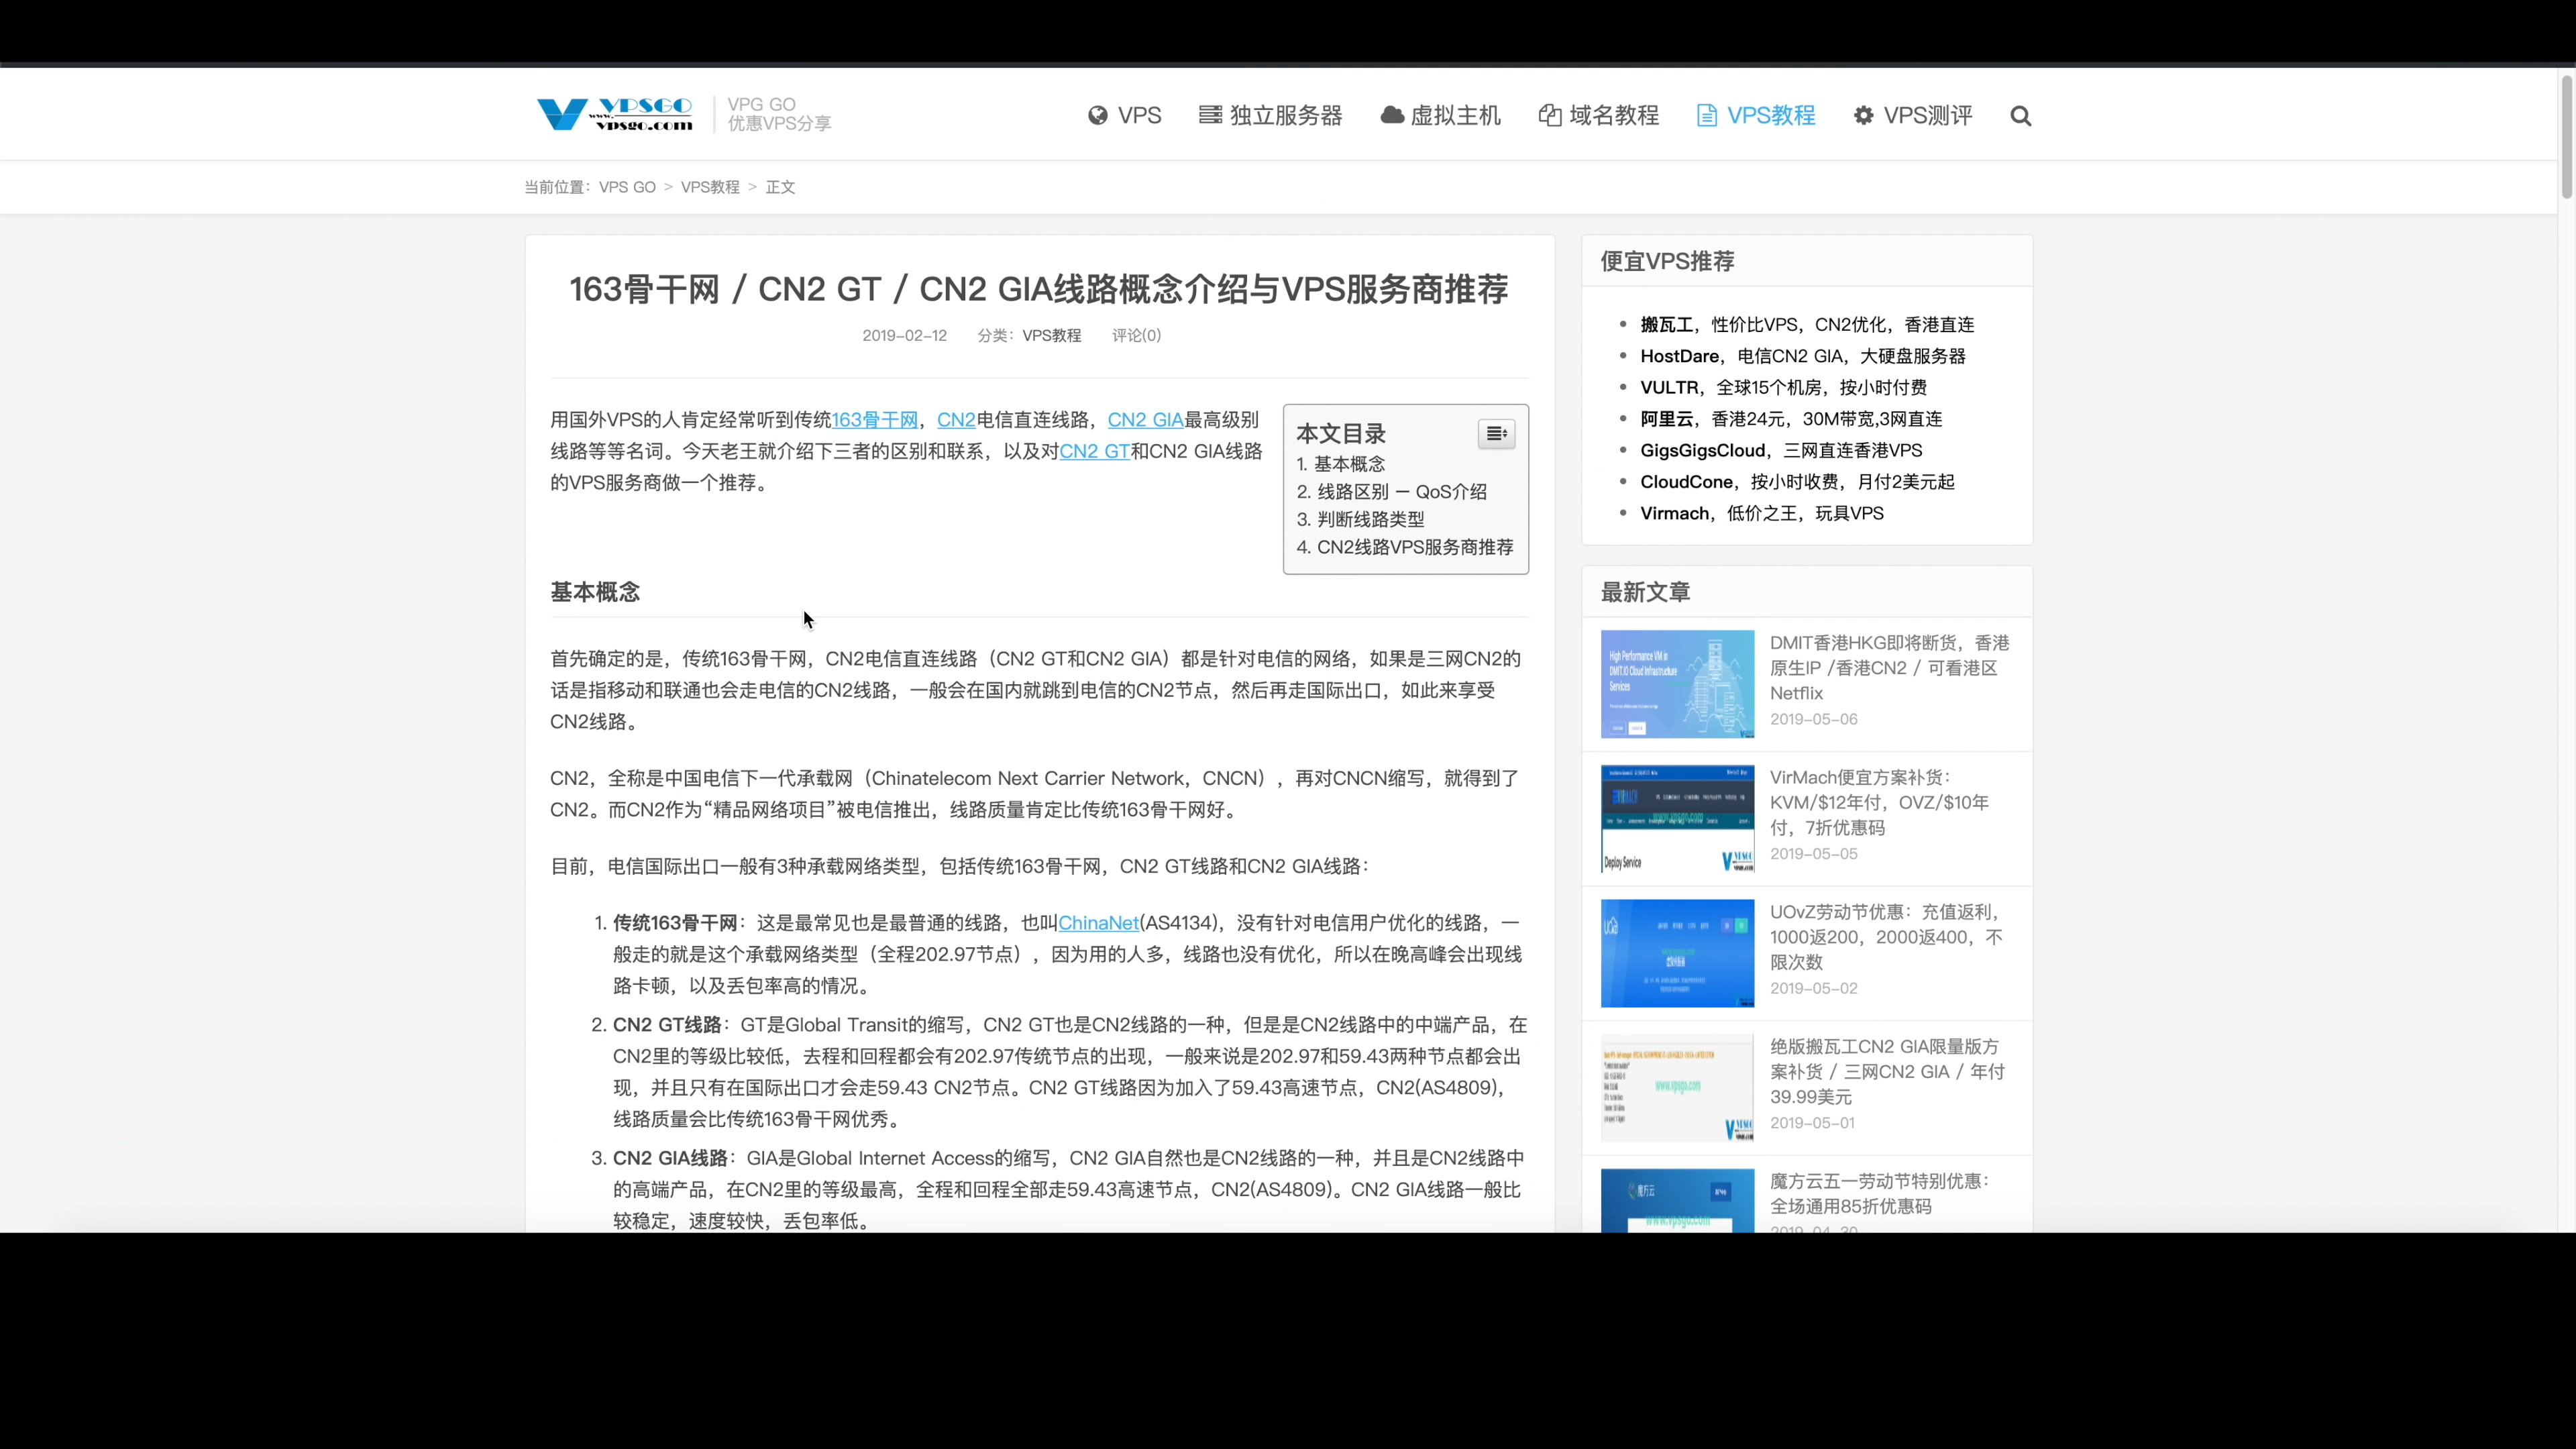 VPSGO
www.vpsgo.com
VPG GO
优惠VPS分享
VPS
独立服务器
虚拟主机
域名教程
VPS教程
VPS测评
当前位置：VPS GO > VPS教程 > 正文
163骨干网 / CN2 GT / CN2 GIA线路概念介绍与VPS服务商推荐
2019-02-12 分类：VPS教程 评论(0)
用国外VPS的人肯定经常听到传统163骨干网，CN2电信直连线路，CN2 GIA最高级别
线路等等名词。今天老王就介绍下三者的区别和联系，以及对CN2 GT和CN2 GIA线路
的VPS服务商做一个推荐。
本文目录
1. 基本概念
2. 线路区别 — QoS介绍
3. 判断线路类型
4. CN2线路VPS服务商推荐
基本概念
首先确定的是，传统163骨干网，CN2电信直连线路（CN2 GT和CN2 GIA）都是针对电信的网络，如果是三网CN2的
话是指移动和联通也会走电信的CN2线路，一般会在国内就跳到电信的CN2节点，然后再走国际出口，如此来享受
CN2线路。
CN2，全称是中国电信下一代承载网（Chinatelecom Next Carrier Network，CNCN），再对CNCN缩写，就得到了
CN2。而CN2作为“精品网络项目”被电信推出，线路质量肯定比传统163骨干网好。
目前，电信国际出口一般有3种承载网络类型，包括传统163骨干网，CN2 GT线路和CN2 GIA线路：
1. 传统163骨干网：这是最常见也是最普通的线路，也叫ChinaNet(AS4134)，没有针对电信用户优化的线路，一
般走的就是这个承载网络类型（全程202.97节点），因为用的人多，线路也没有优化，所以在晚高峰会出现线
路卡顿，以及丢包率高的情况。
2. CN2 GT线路：GT是Global Transit的缩写，CN2 GT也是CN2线路的一种，但是是CN2线路中的中端产品，在
CN2里的等级比较低，去程和回程都会有202.97传统节点的出现，一般来说是202.97和59.43两种节点都会出
现，并且只有在国际出口才会走59.43 CN2节点。CN2 GT线路因为加入了59.43高速节点，CN2(AS4809)，
线路质量会比传统163骨干网优秀。
3. CN2 GIA线路：GIA是Global Internet Access的缩写，CN2 GIA自然也是CN2线路的一种，并且是CN2线路中
的高端产品，在CN2里的等级最高，全程和回程全部走59.43高速节点，CN2(AS4809)。CN2 GIA线路一般比
较稳定，速度较快，丢包率低。
便宜VPS推荐
搬瓦工，性价比VPS，CN2优化，香港直连
HostDare，电信CN2 GIA，大硬盘服务器
VULTR，全球15个机房，按小时付费
阿里云，香港24元，30M带宽,3网直连
GigsGigsCloud，三网直连香港VPS
CloudCone，按小时收费，月付2美元起
Virmach，低价之王，玩具VPS
最新文章
High Performance VM in
DMIT.IO Cloud Infrastructure
Services
DMIT香港HKG即将断货，香港
原生IP /香港CN2 / 可看港区
Netflix
2019-05-06
www.vpsgo.com
Deploy Service
VirMach便宜方案补货：
KVM/$12年付，OVZ/$10年
付，7折优惠码
2019-05-05
UOvZ劳动节优惠：充值返利，
1000返200，2000返400，不
限次数
2019-05-02
www.vpsgo.com
绝版搬瓦工CN2 GIA限量版方
案补货 / 三网CN2 GIA / 年付
39.99美元
2019-05-01
魔方云
www.vpsgo.com
魔方云五一劳动节特别优惠：
全场通用85折优惠码
2019-04-30